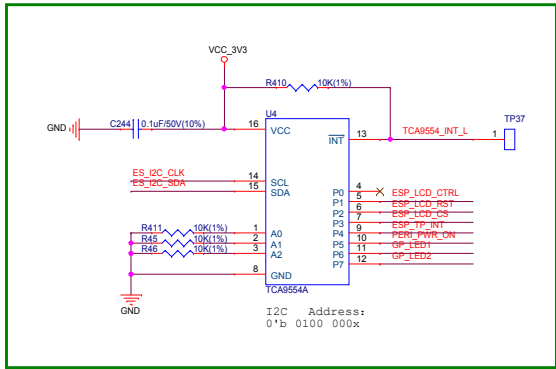 VCC_3V3
R410 10K(1%)
U4
C244 0.1uF/50V(10%)
GND
16 VCC
INT 13 TCA9554_INT_L 1 TP37
ES_I2C_CLK 14 SCL
ES_I2C_SDA 15 SDA
P0 4
P1 5 ESP_LCD_CTRL
P2 6 ESP_LCD_RST
P3 7 ESP_LCD_CS
P4 9 ESP_TP_INT
P5 10 PERI_PWR_ON
P6 11 GP_LED1
P7 12 GP_LED2
R411 10K(1%) 1 A0
R45 10K(1%) 2 A1
R46 10K(1%) 3 A2
8 GND
TCA9554A
GND
I2C Address:
0'b 0100 000x